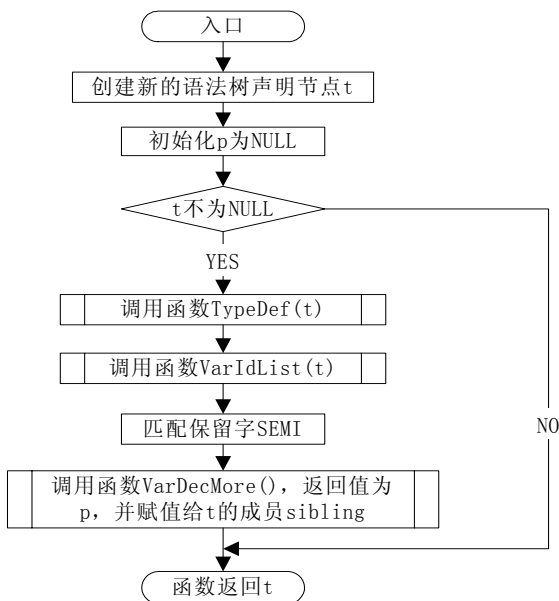 入口
创建新的语法树声明节点t
初始化p为NULL
t不为NULL
YES
调用函数TypeDef(t)
调用函数VarIdList(t)
匹配保留字SEMI
NO
调用函数VarDecMore(), 返回值为
p, 并赋值给t的成员sibling
函数返回t